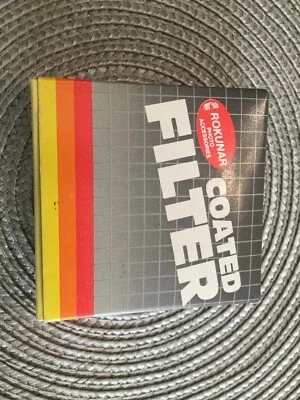 ROKUNAR
PHOTO
ACCESSORIES
COATED
FILTER